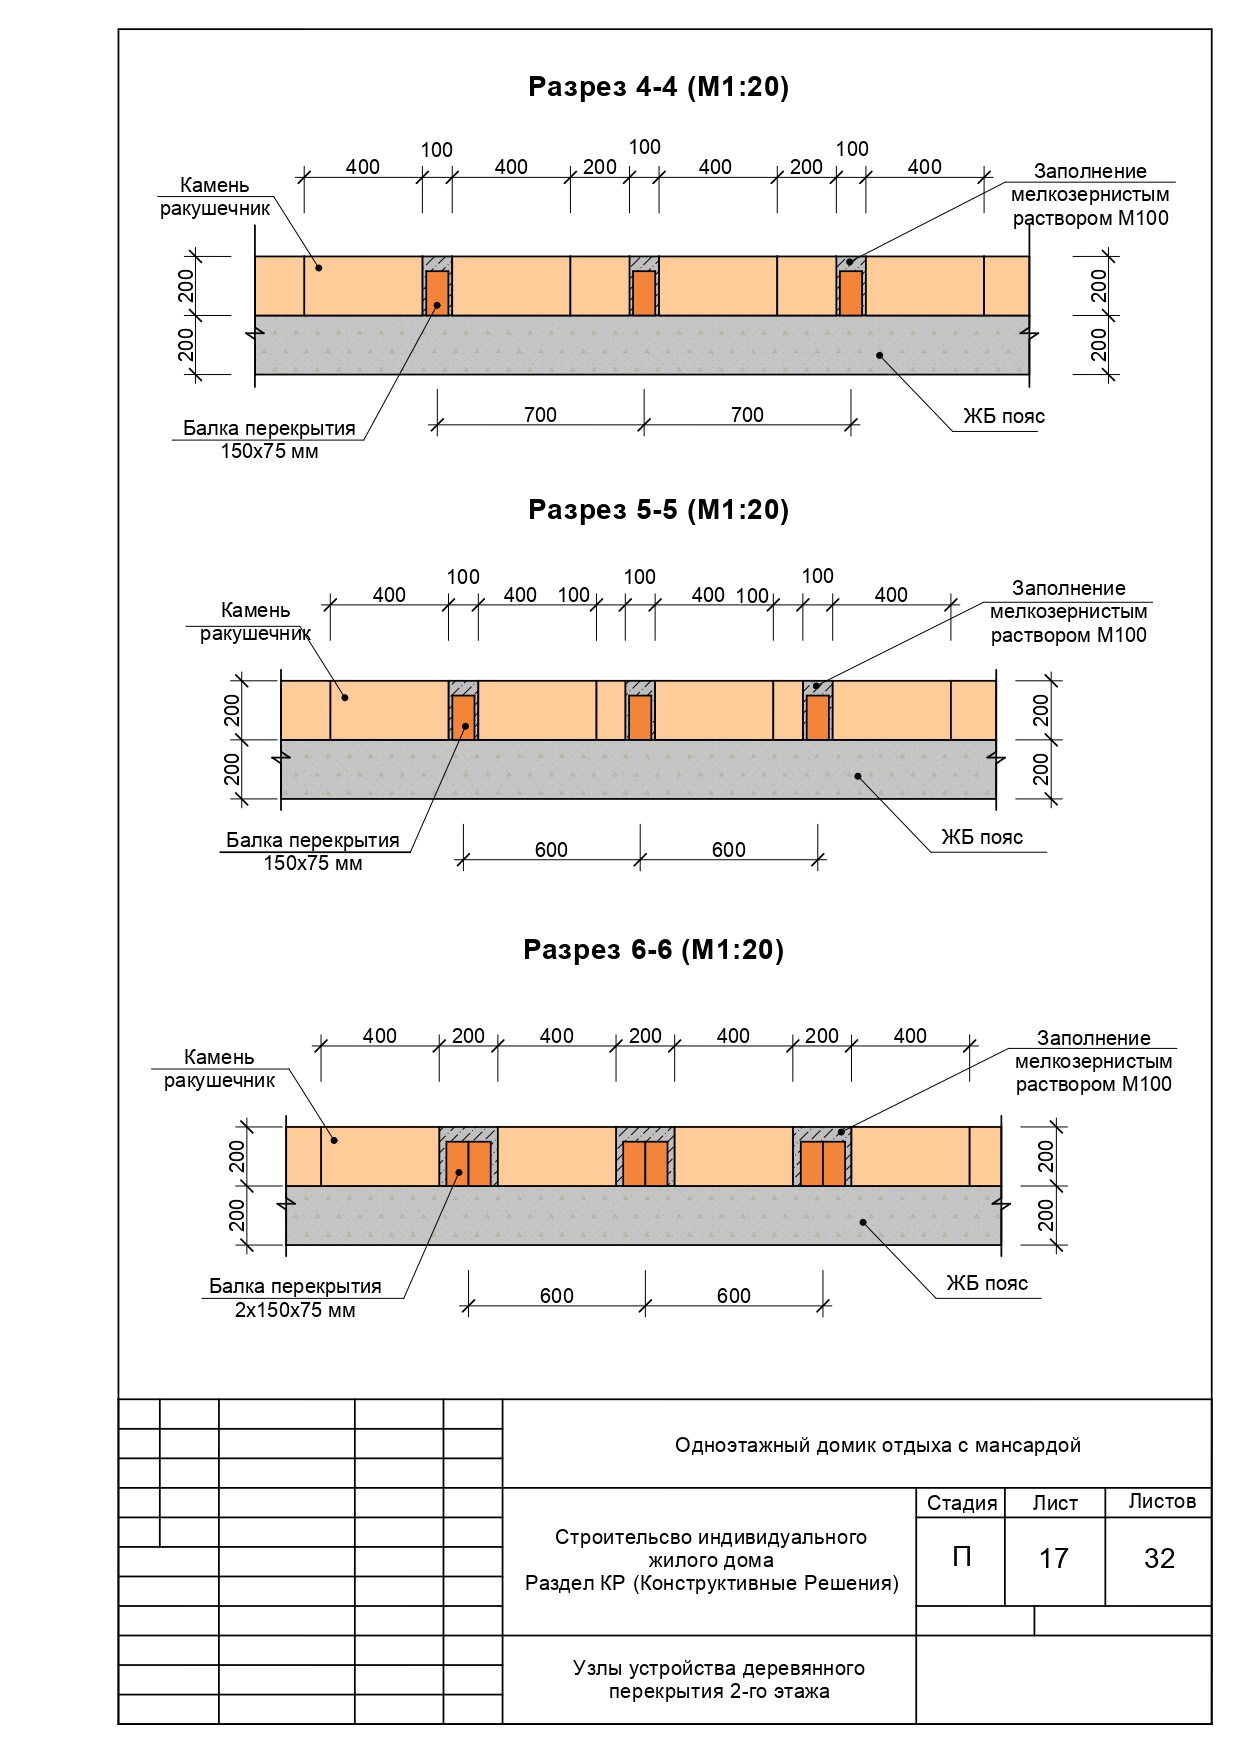 Разрез 4-4 (М1:20)
100 100 100
400 400 200 400 200 400
Камень
ракушечник
Заполнение
мелкозернистым
раствором М100
200 200
200 200
700 700
Балка перекрытия
150х75 мм
ЖБ пояс
Разрез 5-5 (М1:20)
100 100 100
400 400 100 400 100 400
Камень
ракушечник
Заполнение
мелкозернистым
раствором М100
200 200
200 200
600 600
Балка перекрытия
150х75 мм
ЖБ пояс
Разрез 6-6 (М1:20)
400 200 400 200 400 200 400
Камень
ракушечник
Заполнение
мелкозернистым
раствором М100
200 200
200 200
600 600
Балка перекрытия
2х150х75 мм
ЖБ пояс
Одноэтажный домик отдыха с мансардой
Строительсво индивидуального
жилого дома
Раздел КР (Конструктивные Решения)
Стадия Лист Листов
П 17 32
Узлы устройства деревянного
перекрытия 2-го этажа